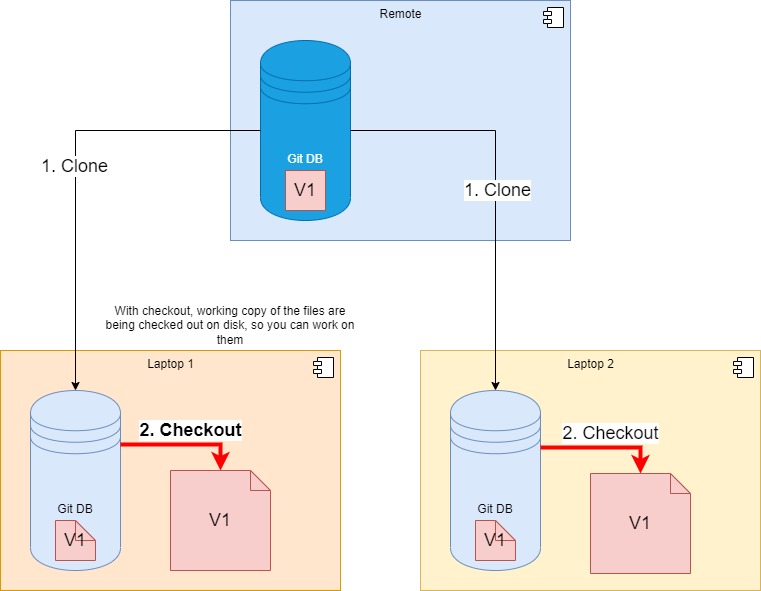 Remote
Git DB
V1
1. Clone
1. Clone
With checkout, working copy of the files are
being checked out on disk, so you can work on
them
Laptop 1
2. Checkout
V1
Git DB
V1
Laptop 2
2. Checkout
V1
Git DB
V1